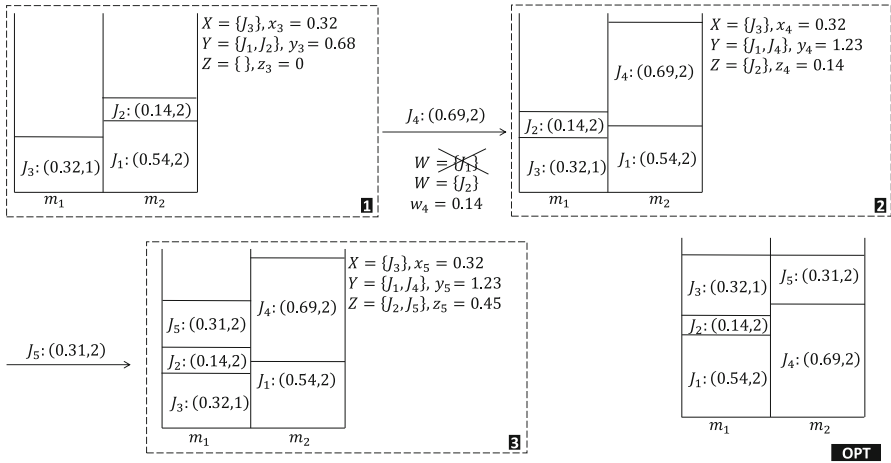 X = {J₃}, x₃ = 0.32
Y = {J₁, J₂}, y₃ = 0.68
Z = { }, z₃ = 0
J₂: (0.14,2)
J₃: (0.32,1)
J₁: (0.54,2)
m₁
m₂
1
J₄: (0.69,2)
W = {J₁}
W = {J₂}
w₄ = 0.14
X = {J₃}, x₄ = 0.32
Y = {J₁, J₄}, y₄ = 1.23
Z = {J₂}, z₄ = 0.14
J₄: (0.69,2)
J₂: (0.14,2)
J₃: (0.32,1)
J₁: (0.54,2)
m₁
m₂
2
J₅: (0.31,2)
X = {J₃}, x₅ = 0.32
Y = {J₁, J₄}, y₅ = 1.23
Z = {J₂, J₅}, z₅ = 0.45
J₄: (0.69,2)
J₅: (0.31,2)
J₂: (0.14,2)
J₁: (0.54,2)
J₃: (0.32,1)
m₁
m₂
3
J₃: (0.32,1)
J₅: (0.31,2)
J₂: (0.14,2)
J₁: (0.54,2)
J₄: (0.69,2)
m₁
m₂
OPT